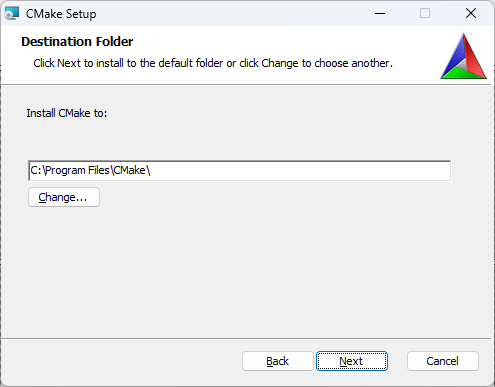 CMake Setup
Destination Folder
Click Next to install to the default folder or click Change to choose another.
Install CMake to:
C:\Program Files\CMake\
Change...
Back
Next
Cancel